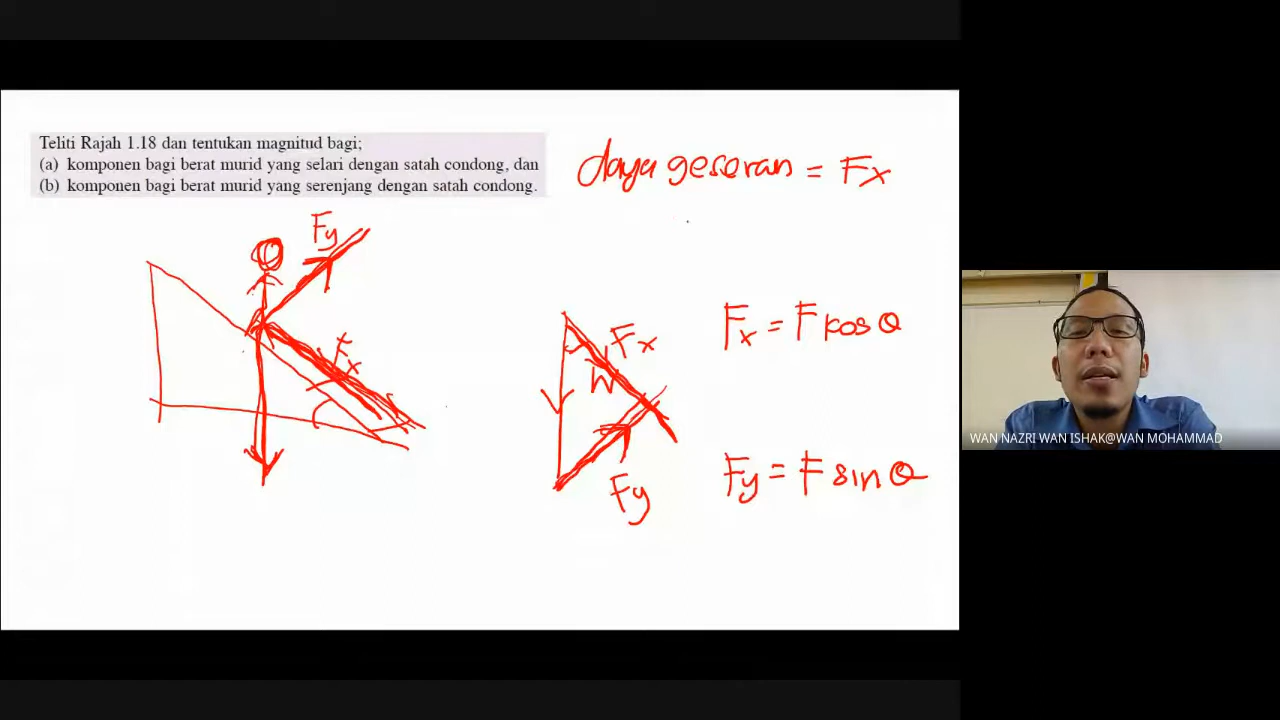 Teliti Rajah 1.18 dan tentukan magnitud bagi;
(a) komponen bagi berat murid yang selari dengan satah condong, dan
(b) komponen bagi berat murid yang serenjang dengan satah condong.
daya geseran = Fx
Fy
Fx
Fx
W
Fy
Fx = F kos θ
Fy = F sin θ
WAN NAZRI WAN ISHAK@WAN MOHAMMAD